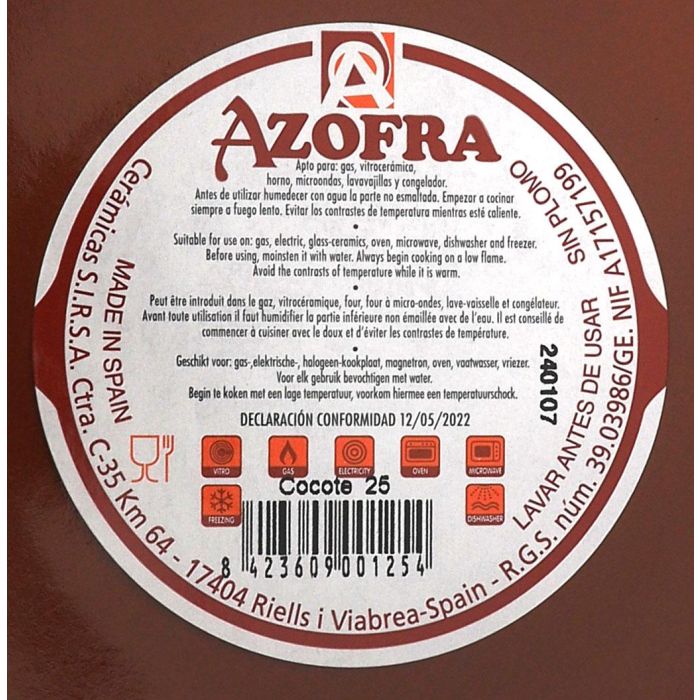 AZOFRA
Apto para: gas, vitrocerámica,
horno, microondas, lavavajillas y congelador.
Antes de utilizar humedecer con agua la parte no esmaltada. Empezar a cocinar
siempre a fuego lento. Evitar los contrastes de temperatura mientras esté caliente.
Suitable for use on: gas, electric, glass-ceramics, oven, microwave, dishwasher and freezer.
Before using, moinsten it with water. Always begin cooking on a low flame.
Avoid the contrasts of temperature while it is warm.
Peut être introduit dans le gaz, vitrocéramique, four, four à micro-ondes, lave-vaisselle et congélateur.
Avant toute utilisation il faut humidifier la partie inférieure non émaillée avec de l'eau. Il est conseillé de
commencer à cuisiner avec le doux et d'éviter les contrastes de température.
Geschikt voor: gas-,elektrische-, halogeen-kookplaat, magnetron, oven, vaatwasser, vriezer.
Voor elk gebruik bevochtigen met water.
Begin te koken met een lage temperatuur, voorkom hiermee een temperatuurschock.
DECLARACIÓN CONFORMIDAD 12/05/2022
VITRO GAS ELECTRICITY OVEN MICROWAVE
Cocote 25
FREEZING DISHWASHER
8 423609 001254
240107
MADE IN SPAIN
SIN PLOMO
LAVAR ANTES DE USAR
Cerámicas S.I.R.S.A. Ctra. C-35 Km 64 - 17404 Riells i Viabrea-Spain - R.G.S. núm. 39.03986/GE. NIF A17157199